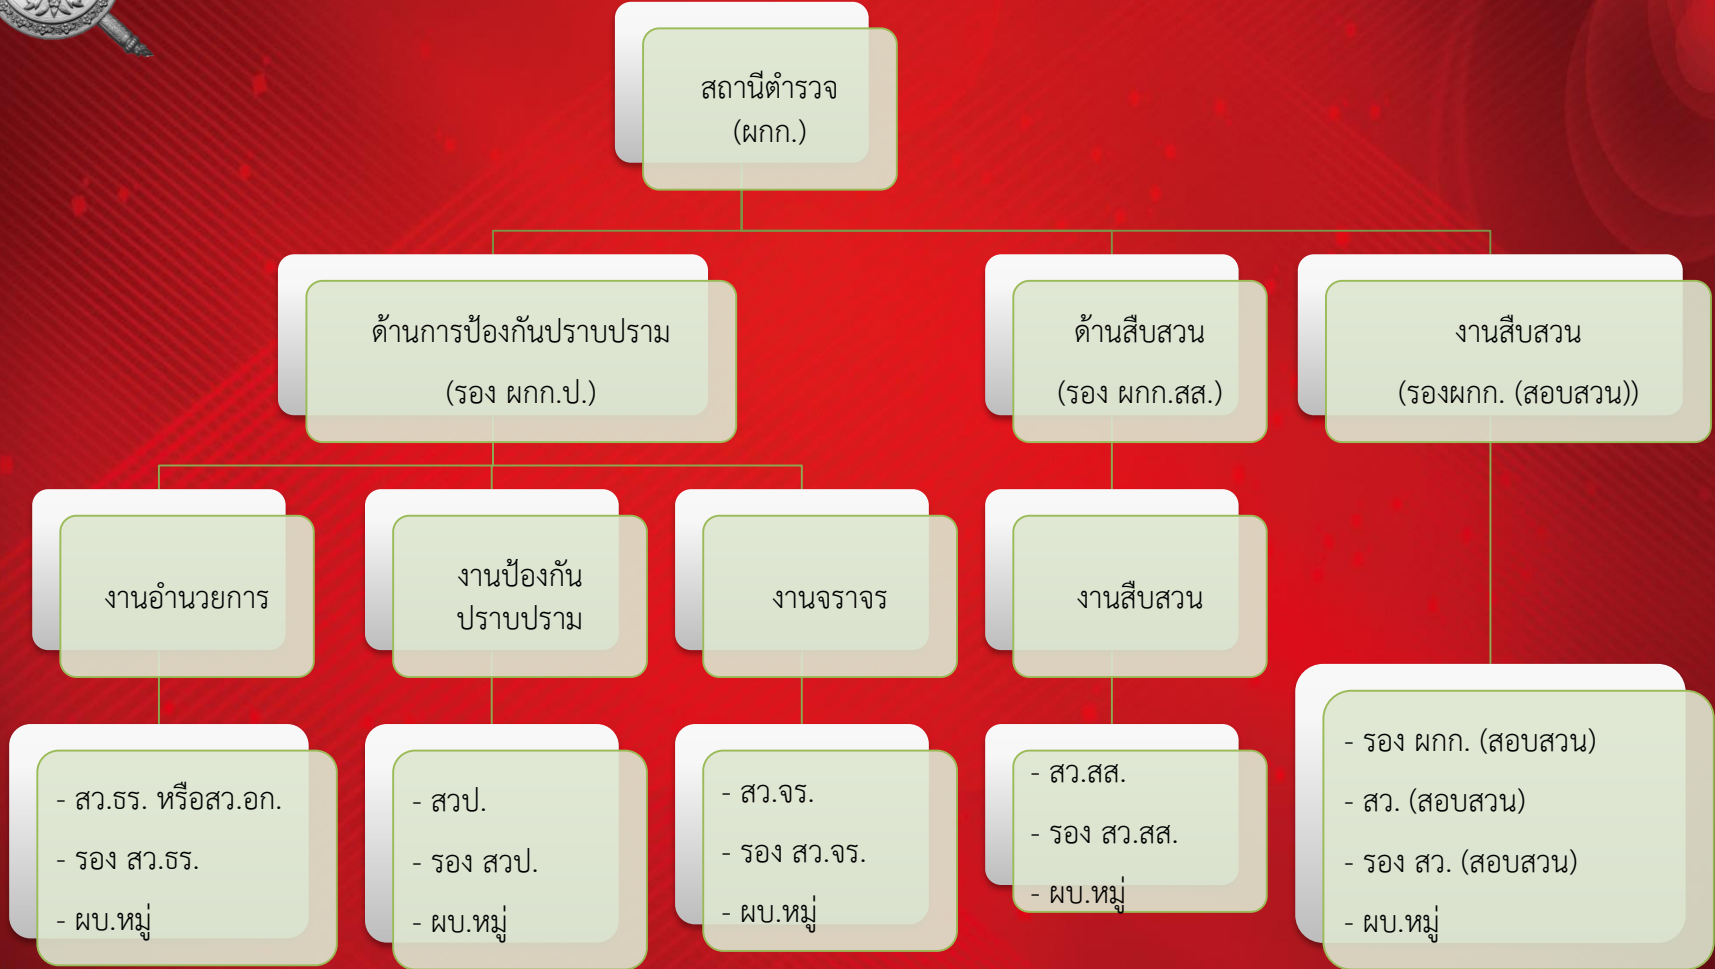 สถานีตำรวจ
(ผกก.)
ด้านการป้องกันปราบปราม
(รอง ผกก.ป.)
ด้านสืบสวน
(รอง ผกก.สส.)
งานสืบสวน
(รองผกก. (สอบสวน))
งานอำนวยการ
งานป้องกัน
ปราบปราม
งานจราจร
งานสืบสวน
- สว.ธร. หรือสว.อก.
- รอง สว.ธร.
- ผบ.หมู่
- สวป.
- รอง สวป.
- ผบ.หมู่
- สว.จร.
- รอง สว.จร.
- ผบ.หมู่
- สว.สส.
- รอง สว.สส.
- ผบ.หมู่
- รอง ผกก. (สอบสวน)
- สว. (สอบสวน)
- รอง สว. (สอบสวน)
- ผบ.หมู่